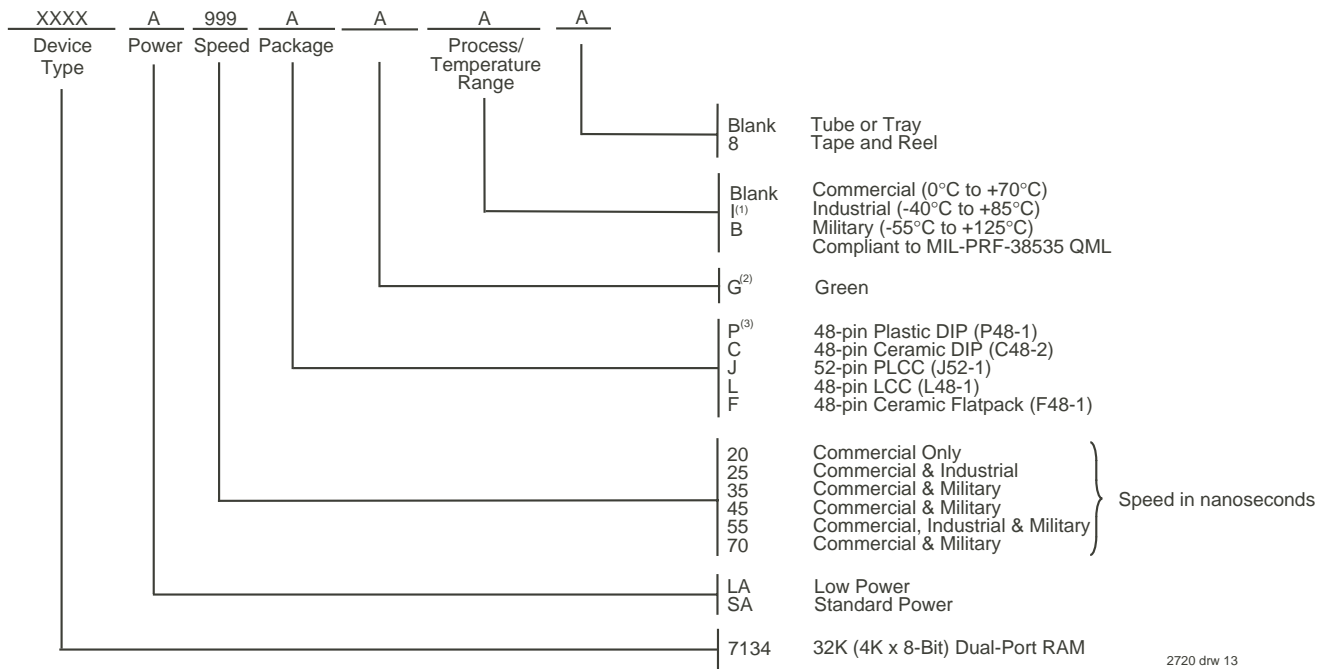 XXXX A 999 A A A A
Device Type Power Speed Package Process/ Temperature Range
Blank Tube or Tray
8 Tape and Reel
Blank Commercial (0°C to +70°C)
I(1) Industrial (-40°C to +85°C)
B Military (-55°C to +125°C)
Compliant to MIL-PRF-38535 QML
G(2) Green
P(3) 48-pin Plastic DIP (P48-1)
C 48-pin Ceramic DIP (C48-2)
J 52-pin PLCC (J52-1)
L 48-pin LCC (L48-1)
F 48-pin Ceramic Flatpack (F48-1)
20 Commercial Only
25 Commercial & Industrial
35 Commercial & Military
45 Commercial & Military
55 Commercial, Industrial & Military
70 Commercial & Military
Speed in nanoseconds
LA Low Power
SA Standard Power
7134 32K (4K x 8-Bit) Dual-Port RAM
2720 drw 13